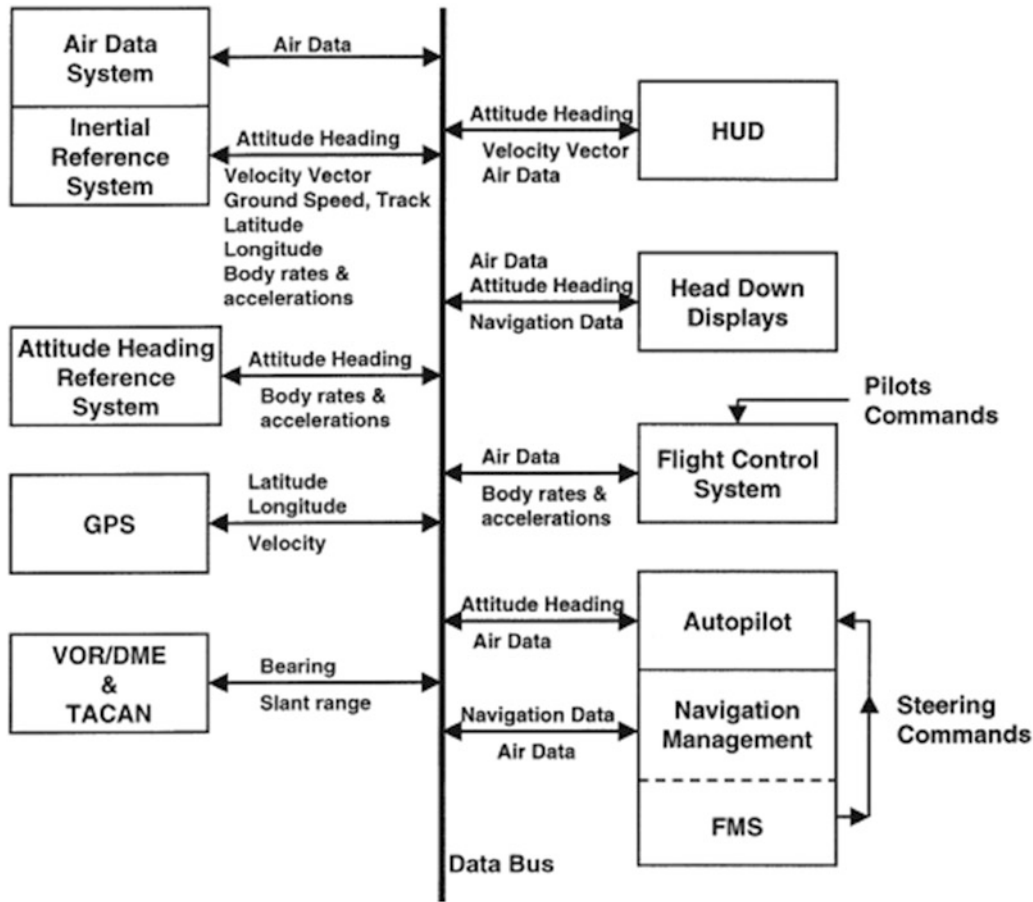 Air Data
System
Air Data
Inertial
Reference
System
Attitude Heading
Velocity Vector
Ground Speed, Track
Latitude
Longitude
Body rates &
accelerations
Attitude Heading
Reference
System
Attitude Heading
Body rates &
accelerations
GPS
Latitude
Longitude
Velocity
VOR/DME
&
TACAN
Bearing
Slant range
Data Bus
Attitude Heading
Velocity Vector
Air Data
HUD
Air Data
Attitude Heading
Navigation Data
Head Down
Displays
Pilots
Commands
Air Data
Body rates &
accelerations
Flight Control
System
Attitude Heading
Air Data
Autopilot
Navigation Data
Air Data
Navigation
Management
FMS
Steering
Commands